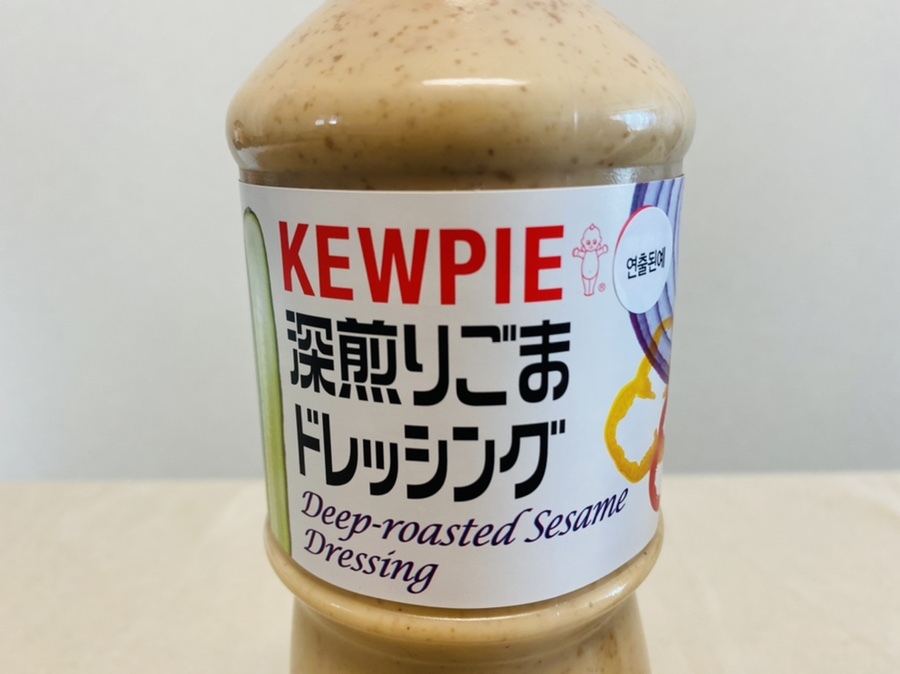 KEWPIE
연출된예
深煎りごま
ドレッシング
Deep-roasted Sesame
Dressing